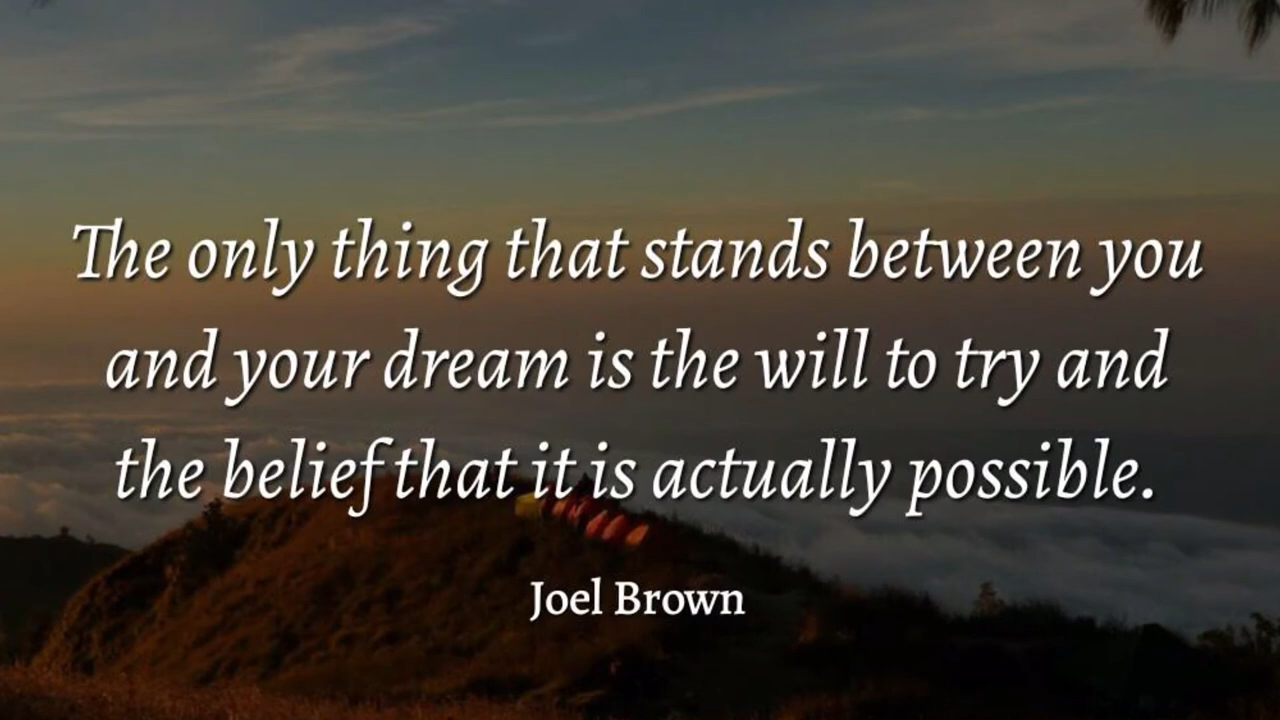 The only thing that stands between you
and your dream is the will to try and
the belief that it is actually possible.
Joel Brown